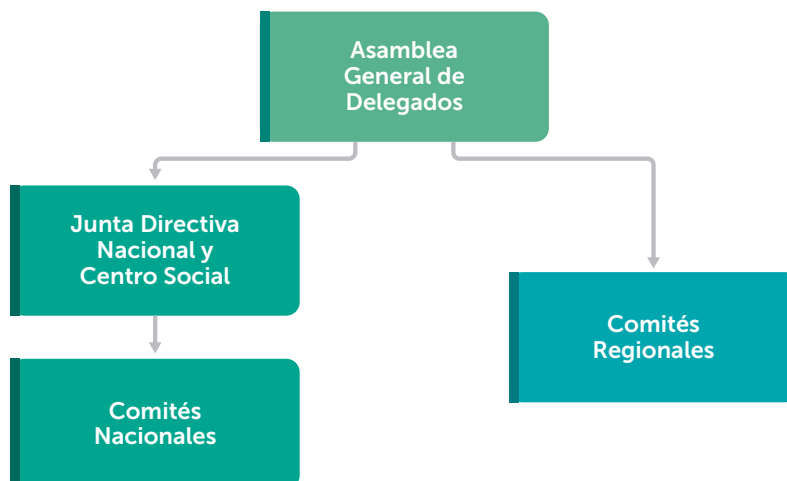 Asamblea
General de
Delegados
Junta Directiva
Nacional y
Centro Social
Comités
Regionales
Comités
Nacionales